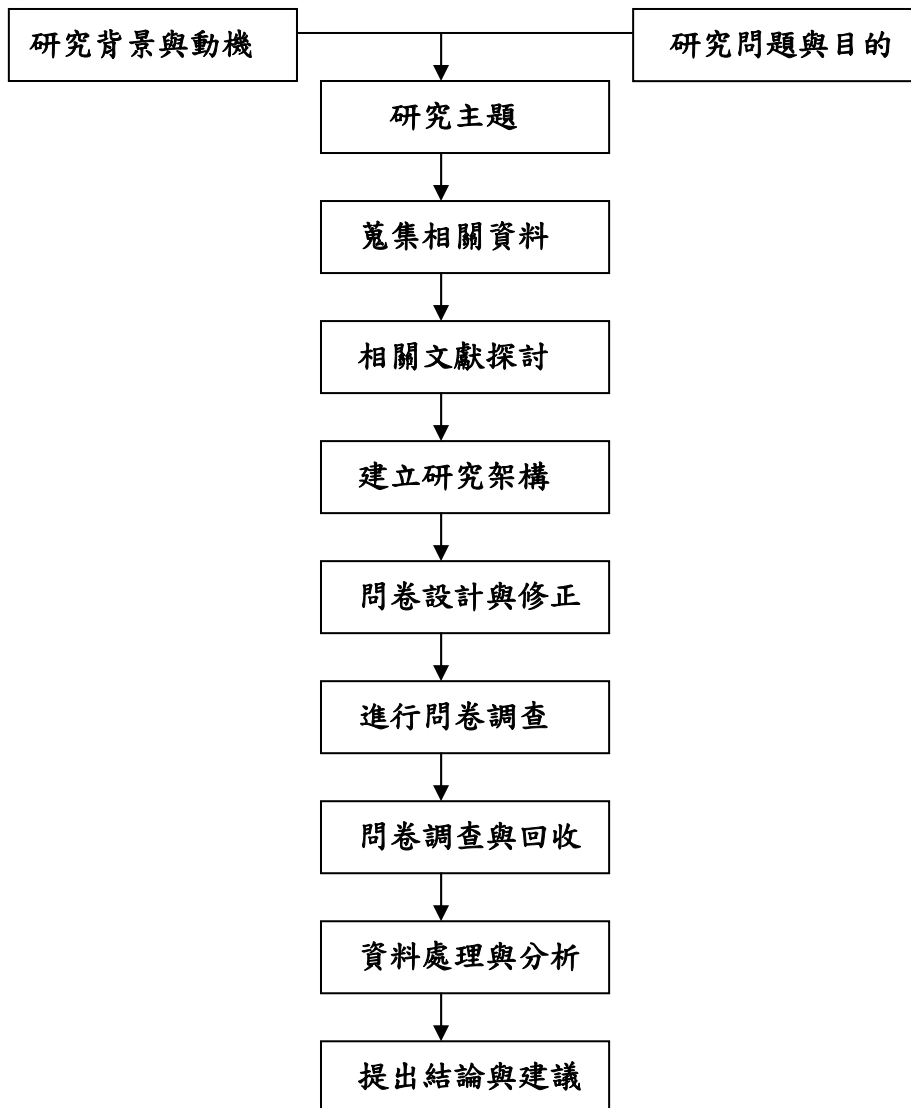 研究背景與動機
研究問題與目的
研究主題
蒐集相關資料
相關文獻探討
建立研究架構
問卷設計與修正
進行問卷調查
問卷調查與回收
資料處理與分析
提出結論與建議